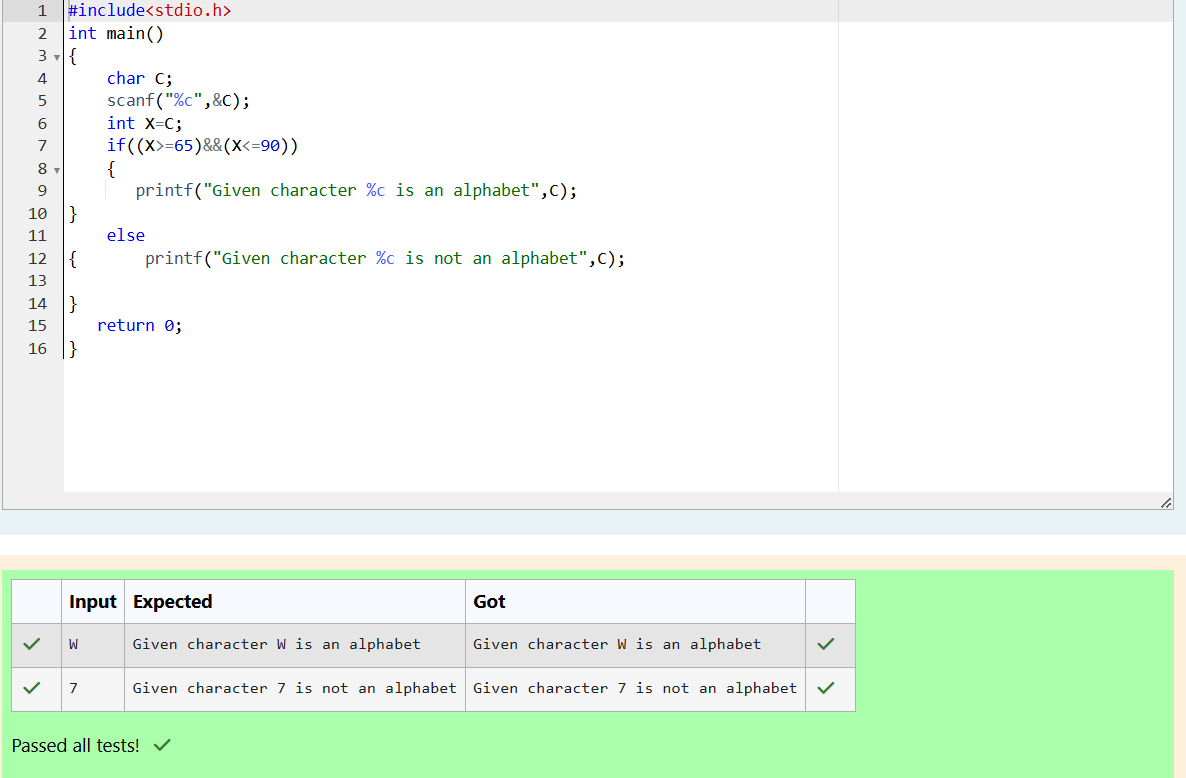 1 #include<stdio.h>
2 int main()
3 {
4     char C;
5     scanf("%c",&C);
6     int X=C;
7     if((X>=65)&&(X<=90))
8     {
9        printf("Given character %c is an alphabet",C);
10 }
11     else
12 {       printf("Given character %c is not an alphabet",C);
13
14 }
15    return 0;
16 }
Input Expected Got
W Given character W is an alphabet Given character W is an alphabet
7 Given character 7 is not an alphabet Given character 7 is not an alphabet
Passed all tests!